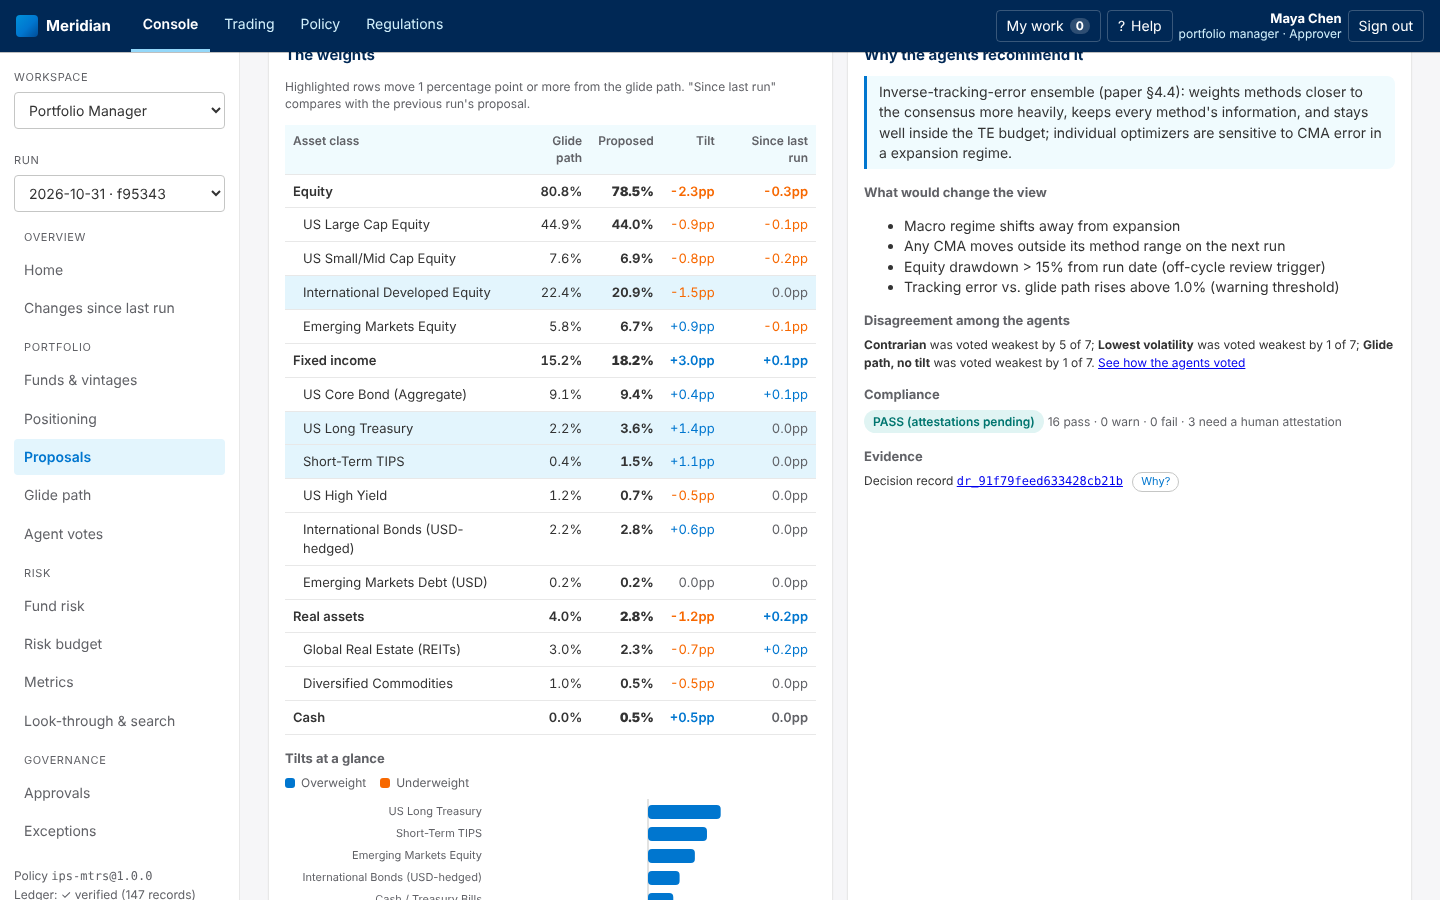 Meridian
Console
Trading
Policy
Regulations
My work 0
? Help
Maya Chen
portfolio manager · Approver
Sign out
WORKSPACE
Portfolio Manager
RUN
2026-10-31 · f95343
OVERVIEW
Home
Changes since last run
PORTFOLIO
Funds & vintages
Positioning
Proposals
Glide path
Agent votes
RISK
Fund risk
Risk budget
Metrics
Look-through & search
GOVERNANCE
Approvals
Exceptions
Policy ips-mtrs@1.0.0
Ledger: ✓ verified (147 records)
The weights
Highlighted rows move 1 percentage point or more from the glide path. "Since last run"
compares with the previous run's proposal.
Asset class Glide path Proposed Tilt Since last run
Equity 80.8% 78.5% -2.3pp -0.3pp
US Large Cap Equity 44.9% 44.0% -0.9pp -0.1pp
US Small/Mid Cap Equity 7.6% 6.9% -0.8pp -0.2pp
International Developed Equity 22.4% 20.9% -1.5pp 0.0pp
Emerging Markets Equity 5.8% 6.7% +0.9pp -0.1pp
Fixed income 15.2% 18.2% +3.0pp +0.1pp
US Core Bond (Aggregate) 9.1% 9.4% +0.4pp +0.1pp
US Long Treasury 2.2% 3.6% +1.4pp 0.0pp
Short-Term TIPS 0.4% 1.5% +1.1pp 0.0pp
US High Yield 1.2% 0.7% -0.5pp 0.0pp
International Bonds (USD-hedged) 2.2% 2.8% +0.6pp 0.0pp
Emerging Markets Debt (USD) 0.2% 0.2% 0.0pp 0.0pp
Real assets 4.0% 2.8% -1.2pp +0.2pp
Global Real Estate (REITs) 3.0% 2.3% -0.7pp +0.2pp
Diversified Commodities 1.0% 0.5% -0.5pp 0.0pp
Cash 0.0% 0.5% +0.5pp 0.0pp
Tilts at a glance
Overweight Underweight
US Long Treasury
Short-Term TIPS
Emerging Markets Equity
International Bonds (USD-hedged)
Cash / Treasury Bills
Why the agents recommend it
Inverse-tracking-error ensemble (paper §4.4): weights methods closer to
the consensus more heavily, keeps every method's information, and stays
well inside the TE budget; individual optimizers are sensitive to CMA error in
a expansion regime.
What would change the view
• Macro regime shifts away from expansion
• Any CMA moves outside its method range on the next run
• Equity drawdown > 15% from run date (off-cycle review trigger)
• Tracking error vs. glide path rises above 1.0% (warning threshold)
Disagreement among the agents
Contrarian was voted weakest by 5 of 7; Lowest volatility was voted weakest by 1 of 7; Glide
path, no tilt was voted weakest by 1 of 7. See how the agents voted
Compliance
PASS (attestations pending) 16 pass · 0 warn · 0 fail · 3 need a human attestation
Evidence
Decision record dr_91f79feed633428cb21b Why?